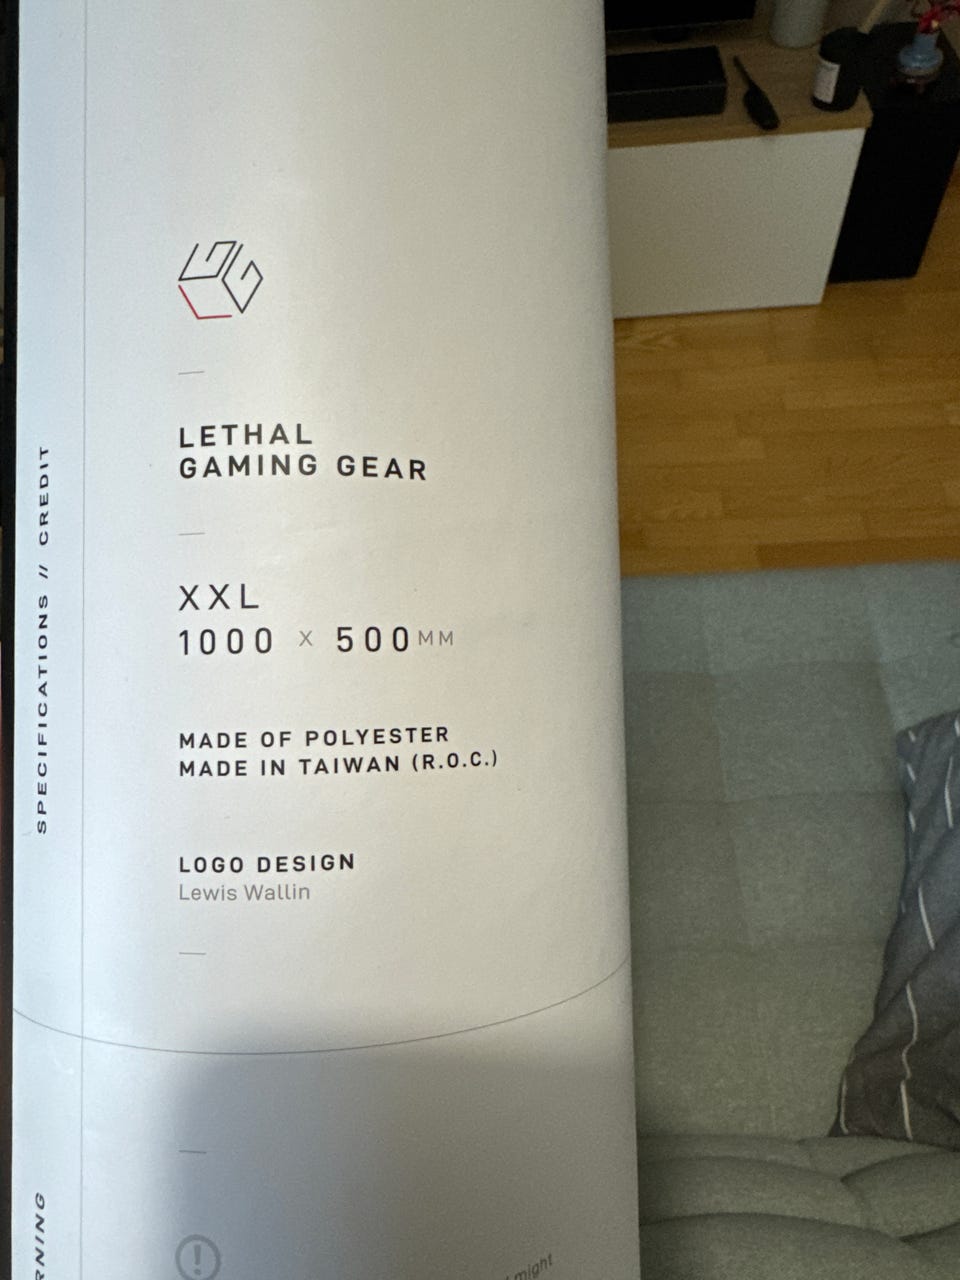 SPECIFICATIONS // CREDIT
LETHAL
GAMING GEAR
XXL
1000 X 500MM
MADE OF POLYESTER
MADE IN TAIWAN (R.O.C.)
LOGO DESIGN
Lewis Wallin
might